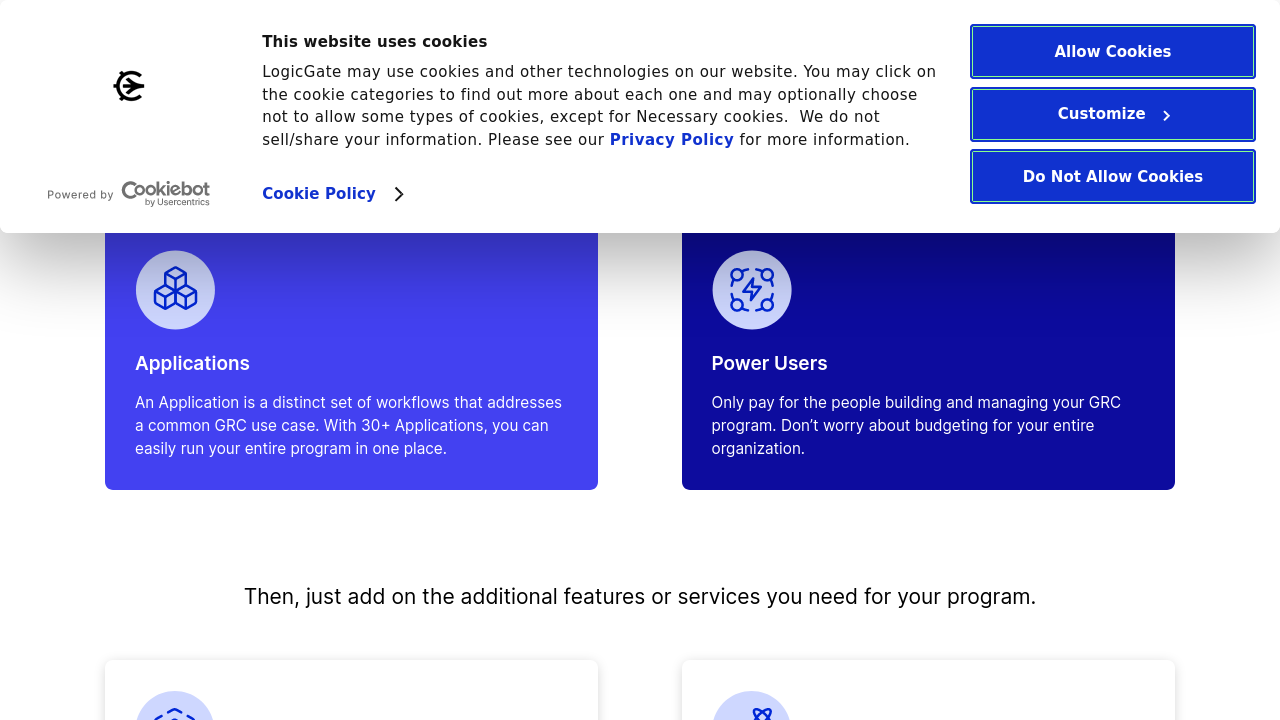 This website uses cookies
LogicGate may use cookies and other technologies on our website. You may click on
the cookie categories to find out more about each one and may optionally choose
not to allow some types of cookies, except for Necessary cookies.  We do not
sell/share your information. Please see our Privacy Policy for more information.
Cookie Policy
Powered by Cookiebot
by Usercentrics
Allow Cookies
Customize
Do Not Allow Cookies
Applications
An Application is a distinct set of workflows that addresses
a common GRC use case. With 30+ Applications, you can
easily run your entire program in one place.
Power Users
Only pay for the people building and managing your GRC
program. Don’t worry about budgeting for your entire
organization.
Then, just add on the additional features or services you need for your program.